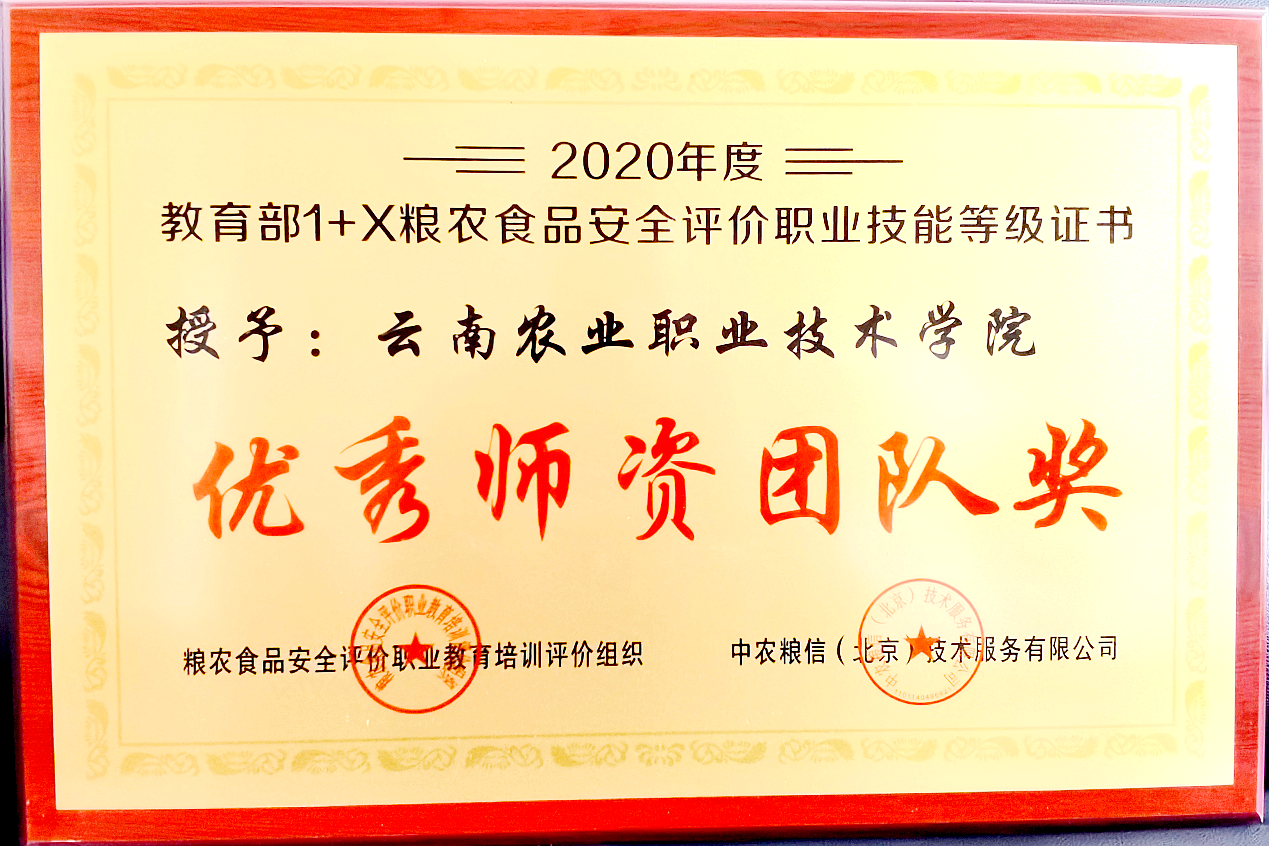 2020年度
教育部1+X粮农食品安全评价职业技能等级证书
授予：云南农业职业技术学院
优秀师资团队奖
粮农食品安全评价职业教育培训评价组织
中农粮信（北京）技术服务有限公司